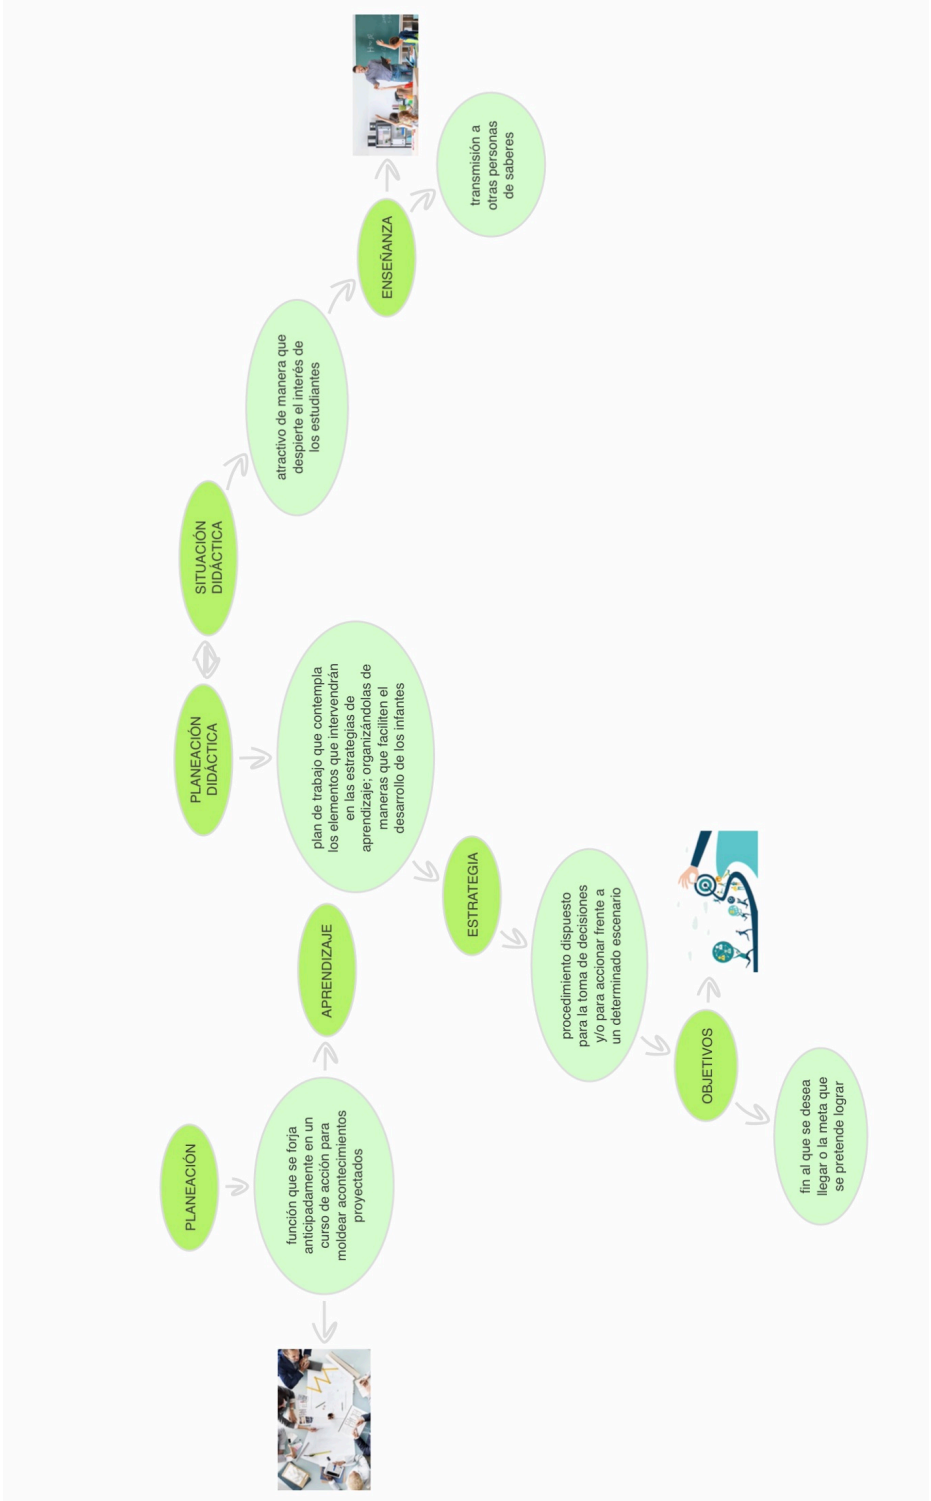 PLANEACIÓN
función que se forja
anticipadamente en un
curso de acción para
moldear acontecimientos
proyectados
APRENDIZAJE
PLANEACIÓN
DIDÁCTICA
plan de trabajo que contempla
los elementos que intervendrán
en las estrategias de
aprendizaje; organizándolas de
maneras que faciliten el
desarrollo de los infantes
ESTRATEGIA
procedimiento dispuesto
para la toma de decisiones
y/o para accionar frente a
un determinado escenario
OBJETIVOS
fin al que se desea
llegar o la meta que
se pretende lograr
SITUACIÓN
DIDÁCTICA
atractivo de manera que
despierte el interés de
los estudiantes
ENSEÑANZA
transmisión a
otras personas
de saberes